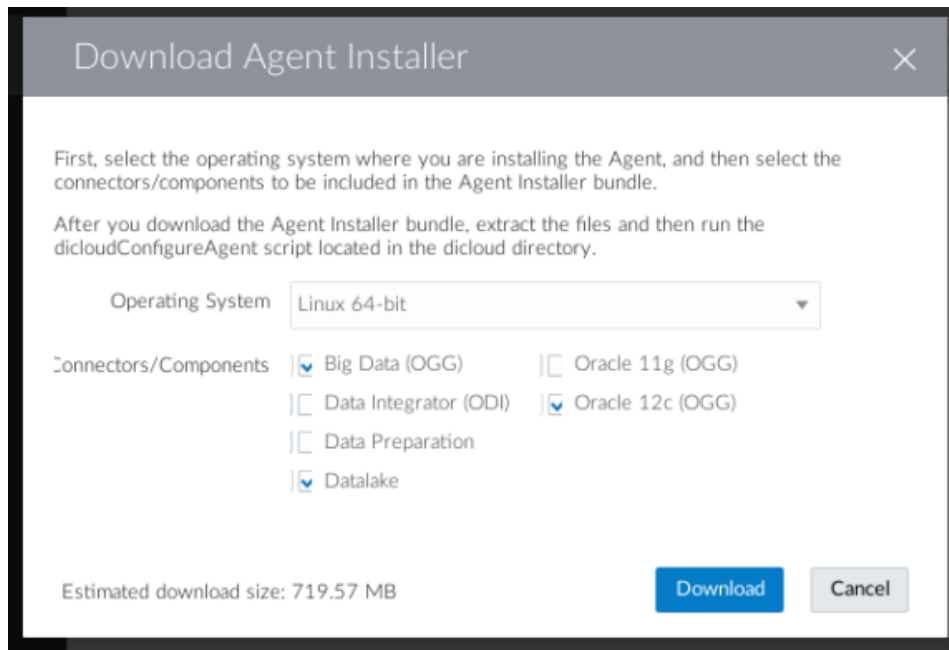 Download Agent Installer
First, select the operating system where you are installing the Agent, and then select the
connectors/components to be included in the Agent Installer bundle.
After you download the Agent Installer bundle, extract the files and then run the
dicloudConfigureAgent script located in the dicloud directory.
Operating System Linux 64-bit
Connectors/Components Big Data (OGG) Oracle 11g (OGG)
Data Integrator (ODI) Oracle 12c (OGG)
Data Preparation
Datalake
Estimated download size: 719.57 MB Download Cancel